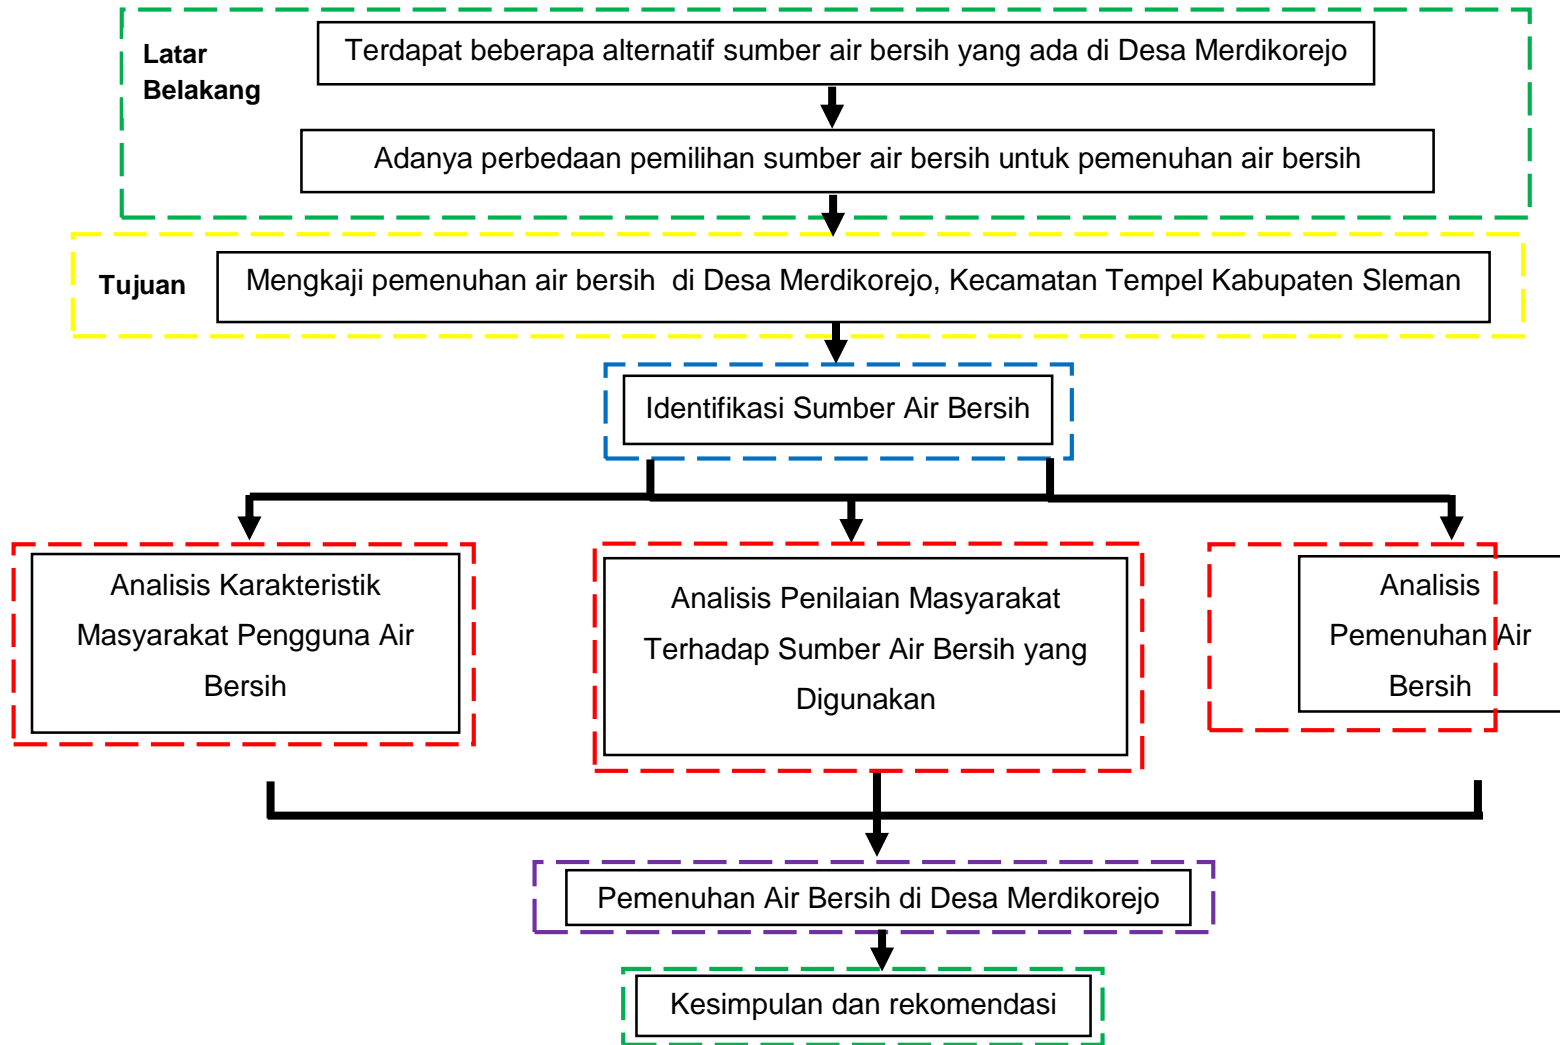 Latar
Belakang
Terdapat beberapa alternatif sumber air bersih yang ada di Desa Merdikorejo
Adanya perbedaan pemilihan sumber air bersih untuk pemenuhan air bersih
Tujuan
Mengkaji pemenuhan air bersih  di Desa Merdikorejo, Kecamatan Tempel Kabupaten Sleman
Identifikasi Sumber Air Bersih
Analisis Karakteristik
Masyarakat Pengguna Air
Bersih
Analisis Penilaian Masyarakat
Terhadap Sumber Air Bersih yang
Digunakan
Analisis
Pemenuhan Air
Bersih
Pemenuhan Air Bersih di Desa Merdikorejo
Kesimpulan dan rekomendasi